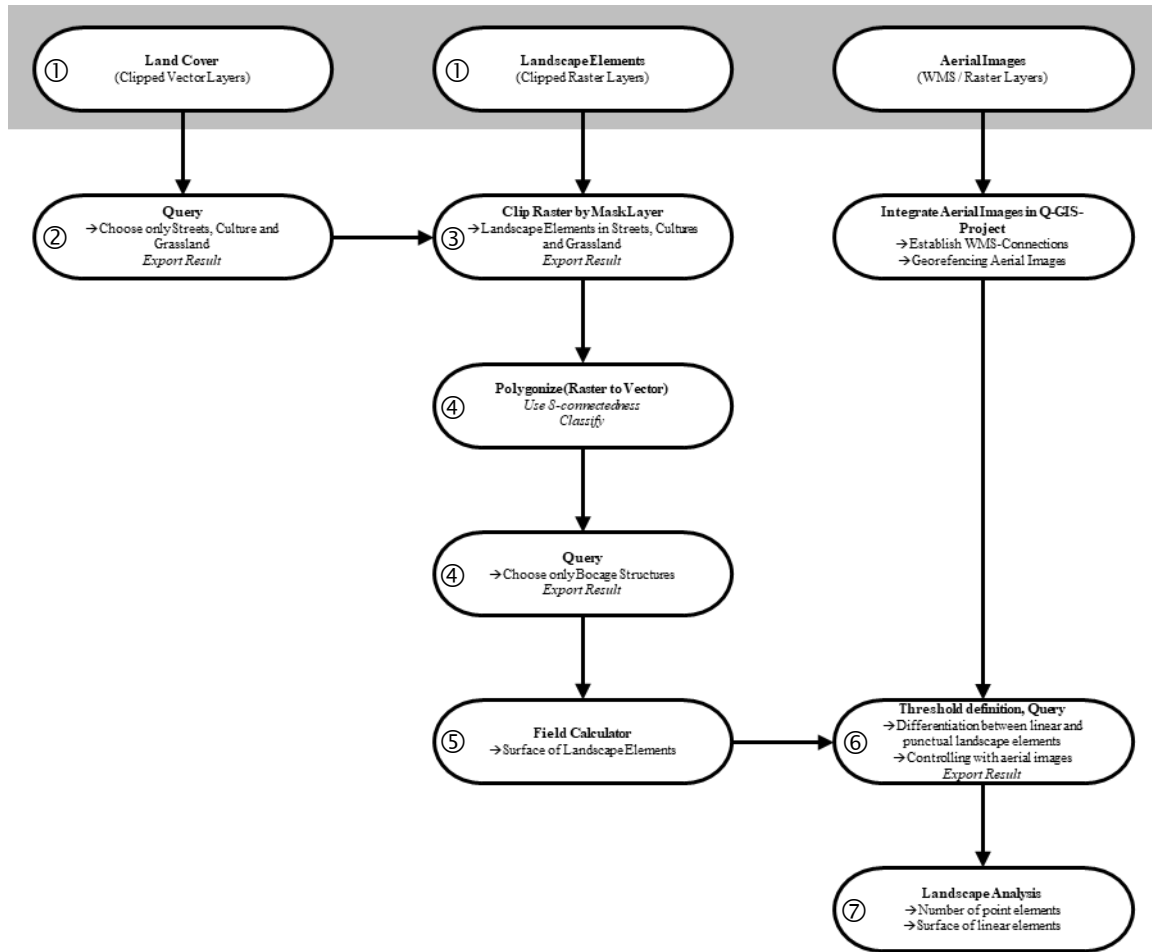 ①
Land Cover
(Clipped Vector Layers)
①
Landscape Elements
(Clipped Raster Layers)
Aerial Images
(WMS / Raster Layers)
②
Query
→Choose only Streets, Culture and
Grassland
Export Result
③
Clip Raster by Mask Layer
→Landscape Elements in Streets, Cultures
and Grassland
Export Result
Integrate Aerial Images in Q-GIS-
Project
→Establish WMS-Connections
→Georefencing Aerial Images
④
Polygonize(Raster to Vector)
Use 8-connectedness
Classify
④
Query
→Choose only Bocage Structures
Export Result
⑤
Field Calculator
→Surface of Landscape Elements
⑥
Threshold definition, Query
→Differentiation between linear and
punctual landscape elements
→Controlling with aerial images
Export Result
⑦
Landscape Analysis
→Number of point elements
→Surface of linear elements